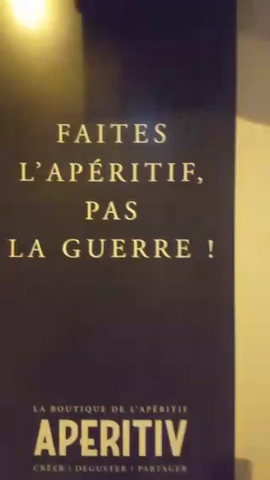 FAITES
L'APÉRITIF,
PAS
LA GUERRE !
LA BOUTIQUE DE L'APÉRITIF
APERITIV
CRÉER | DEGUSTER | PARTAGER